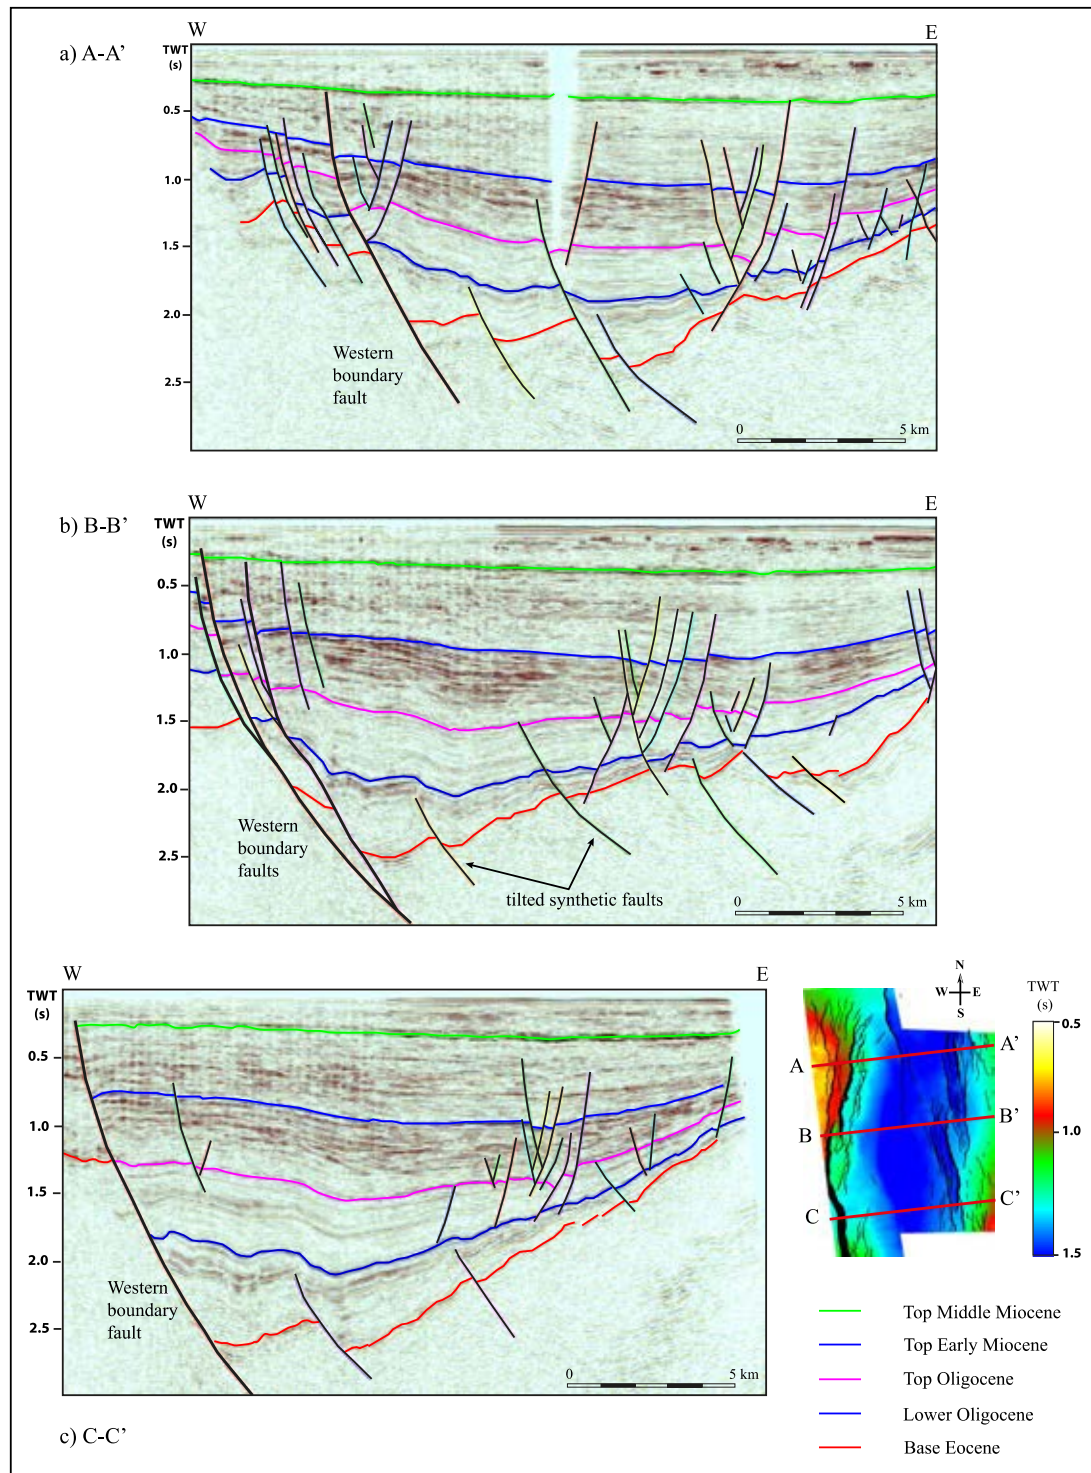 a) A-A’
W
E
TWT
(s)
0.5
1.0
1.5
2.0
2.5
Western
boundary
fault
0
5 km
b) B-B’
W
E
TWT
(s)
0.5
1.0
1.5
2.0
2.5
Western
boundary
faults
tilted synthetic faults
0
5 km
W
E
TWT
(s)
0.5
1.0
1.5
2.0
2.5
Western
boundary
fault
0
5 km
c) C-C’
N
W E
S
TWT
(s)
0.5
1.0
1.5
A
A’
B
B’
C
C’
Top Middle Miocene
Top Early Miocene
Top Oligocene
Lower Oligocene
Base Eocene